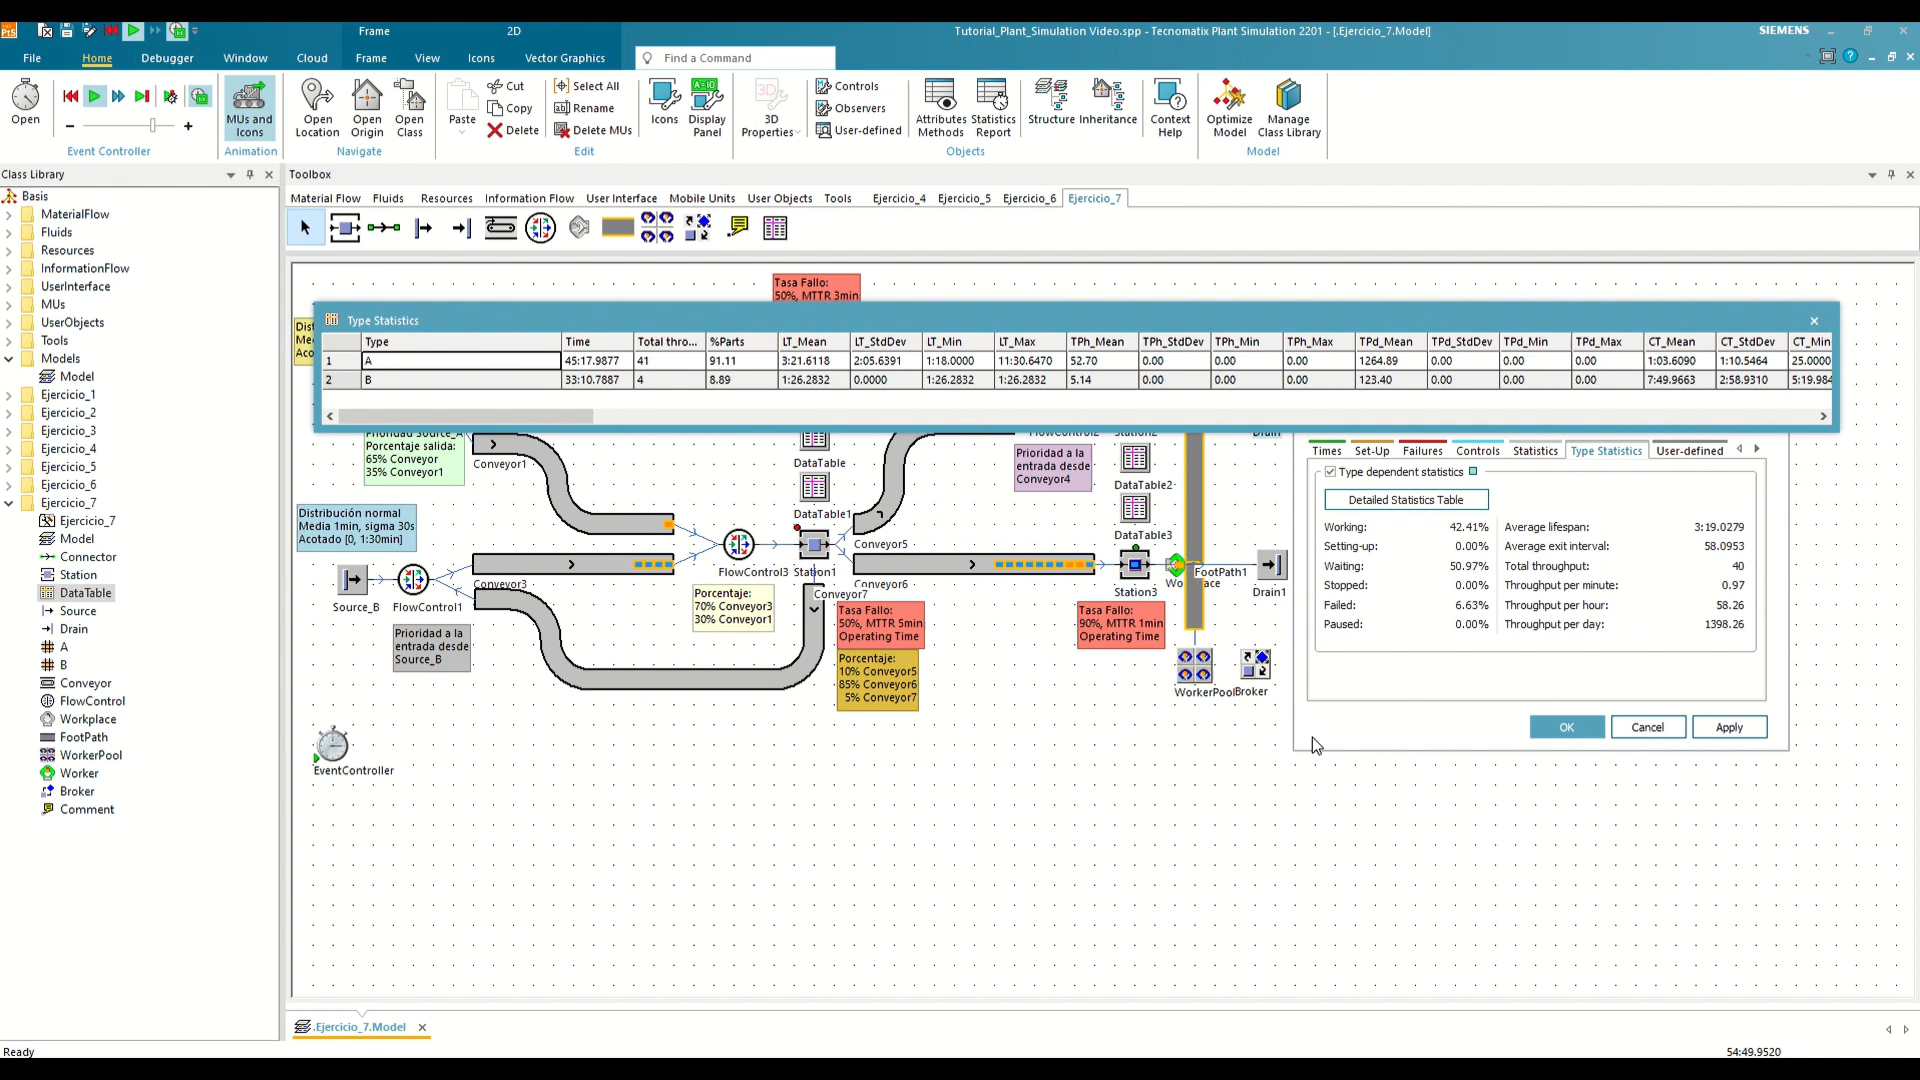 Frame
2D
Tutorial_Plant_Simulation Video.spp - Tecnomatix Plant Simulation 2201 - [.Ejercicio_7.Model]
SIEMENS
File
Home
Debugger
Window
Cloud
Frame
View
Icons
Vector Graphics
Find a Command
Open
Event Controller
MUs and
Icons
Animation
Open
Location
Open
Origin
Open
Class
Navigate
Paste
Cut
Copy
Delete
Select All
Rename
Delete MUs
Edit
Icons
Display
Panel
3D
Properties
Controls
Observers
User-defined
Attributes
Methods
Statistics
Report
Structure
Inheritance
Objects
Context
Help
Optimize
Model
Manage
Class Library
Model
Class Library
Basis
MaterialFlow
Fluids
Resources
InformationFlow
UserInterface
MUs
UserObjects
Tools
Models
Model
Ejercicio_1
Ejercicio_2
Ejercicio_3
Ejercicio_4
Ejercicio_5
Ejercicio_6
Ejercicio_7
Ejercicio_7
Model
Connector
Station
DataTable
Source
Drain
A
B
Conveyor
FlowControl
Workplace
FootPath
WorkerPool
Worker
Broker
Comment
Toolbox
Material Flow
Fluids
Resources
Information Flow
User Interface
Mobile Units
User Objects
Tools
Ejercicio_4
Ejercicio_5
Ejercicio_6
Ejercicio_7
Tasa Fallo:
50%, MTTR 3min
Type Statistics
Type Time Total thro... %Parts LT_Mean LT_StdDev LT_Min LT_Max TPh_Mean TPh_StdDev TPh_Min TPh_Max TPd_Mean TPd_StdDev TPd_Min TPd_Max CT_Mean CT_StdDev CT_Min
1 A 45:17.9877 41 91.11 3:21.6118 2:05.6391 1:18.0000 11:30.6470 52.70 0.00 0.00 0.00 1264.89 0.00 0.00 0.00 1:03.6090 1:10.5464 25.0000
2 B 33:10.7887 4 8.89 1:26.2832 0.0000 1:26.2832 1:26.2832 5.14 0.00 0.00 0.00 123.40 0.00 0.00 0.00 7:49.9663 2:58.9310 5:19.984
Prioridad Source_A
Porcentaje salida:
65% Conveyor
35% Conveyor1
Conveyor1
DataTable
DataTable1
FlowControl2
Station2
Drain
Prioridad a la
entrada desde
Conveyor4
DataTable2
DataTable3
Distribución normal
Media 1min, sigma 30s
Acotado [0, 1:30min]
Source_B
FlowControl1
Conveyor3
FlowControl3
Station1
Conveyor5
Conveyor6
Conveyor7
Station3
FootPath1
Drain1
Prioridad a la
entrada desde
Source_B
Porcentaje:
70% Conveyor3
30% Conveyor1
Tasa Fallo:
50%, MTTR 5min
Operating Time
Porcentaje:
10% Conveyor5
85% Conveyor6
5% Conveyor7
Tasa Fallo:
90%, MTTR 1min
Operating Time
WorkerPool
Broker
EventController
Times
Set-Up
Failures
Controls
Statistics
Type Statistics
User-defined
Type dependent statistics
Detailed Statistics Table
Working: 42.41% Average lifespan: 3:19.0279
Setting-up: 0.00% Average exit interval: 58.0953
Waiting: 50.97% Total throughput: 40
Stopped: 0.00% Throughput per minute: 0.97
Failed: 6.63% Throughput per hour: 58.26
Paused: 0.00% Throughput per day: 1398.26
OK
Cancel
Apply
.Ejercicio_7.Model
Ready
54:49.9520